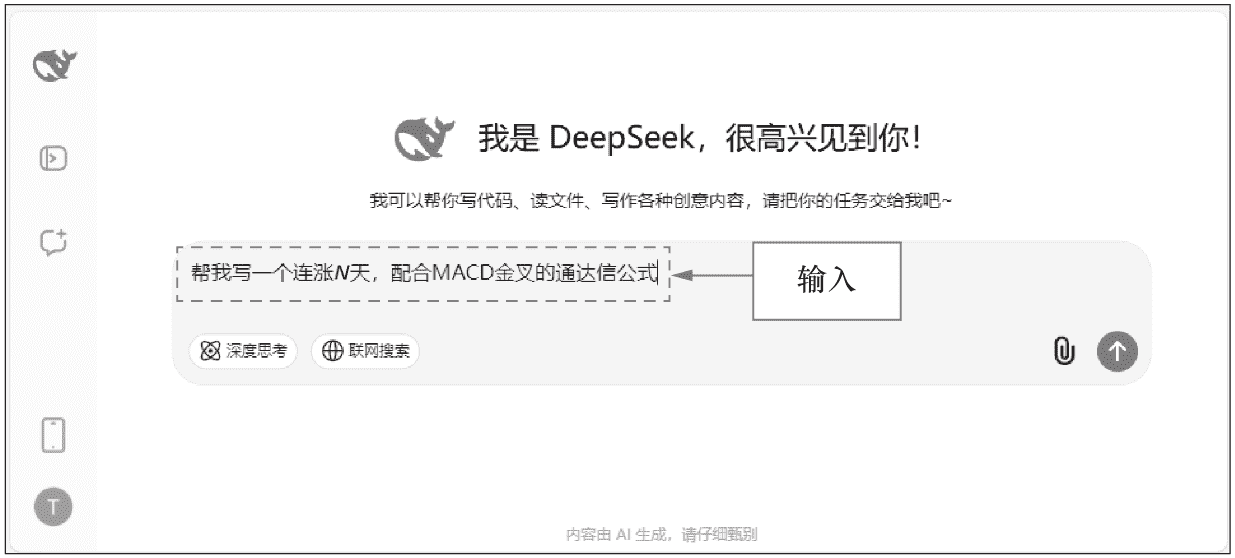 我是 DeepSeek，很高兴见到你！
我可以帮你写代码、读文件、写作各种创意内容，请把你的任务交给我吧~
帮我写一个连涨N天，配合MACD金叉的通达信公式
输入
深度思考
联网搜索
T
内容由 AI 生成，请仔细甄别